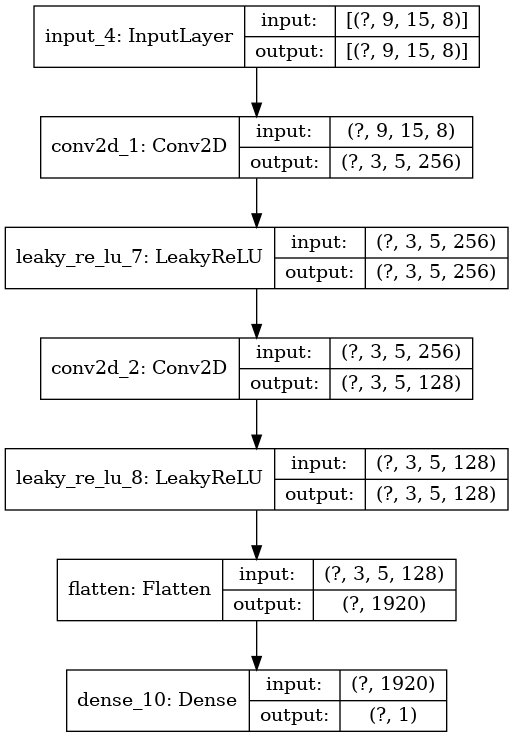 input_4: InputLayer
input:
[(?, 9, 15, 8)]
output:
[(?, 9, 15, 8)]
conv2d_1: Conv2D
input:
(?, 9, 15, 8)
output:
(?, 3, 5, 256)
leaky_re_lu_7: LeakyReLU
input:
(?, 3, 5, 256)
output:
(?, 3, 5, 256)
conv2d_2: Conv2D
input:
(?, 3, 5, 256)
output:
(?, 3, 5, 128)
leaky_re_lu_8: LeakyReLU
input:
(?, 3, 5, 128)
output:
(?, 3, 5, 128)
flatten: Flatten
input:
(?, 3, 5, 128)
output:
(?, 1920)
dense_10: Dense
input:
(?, 1920)
output:
(?, 1)